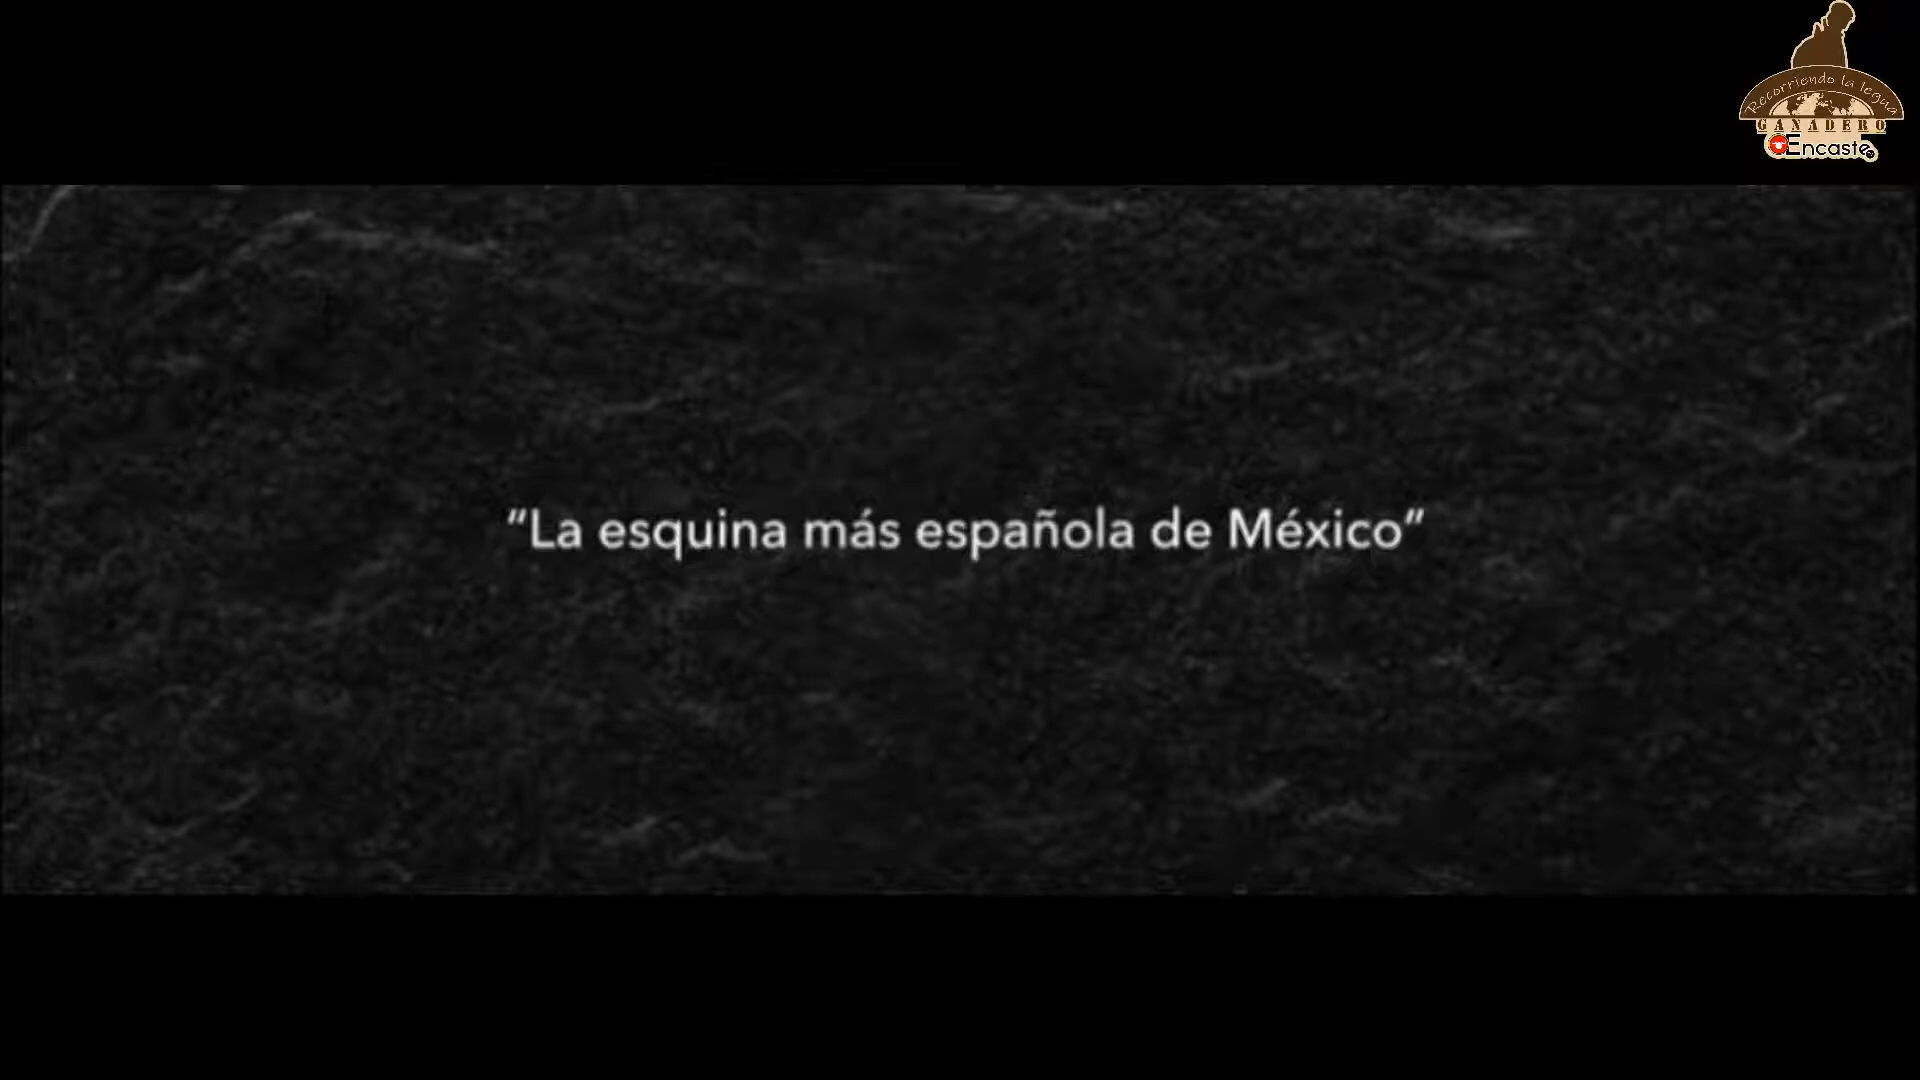 Recorriendo la legua
GANADERO
Encaste
“La esquina más española de México“